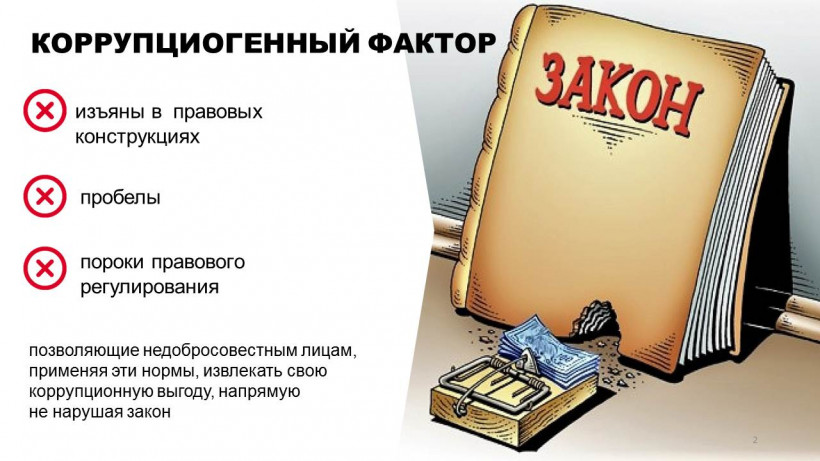 КОРРУПЦИОГЕННЫЙ ФАКТОР
изъяны в правовых
конструкциях
пробелы
пороки правового
регулирования
позволяющие недобросовестным лицам,
применяя эти нормы, извлекать свою
коррупционную выгоду, напрямую
не нарушая закон
ЗАКОН
2